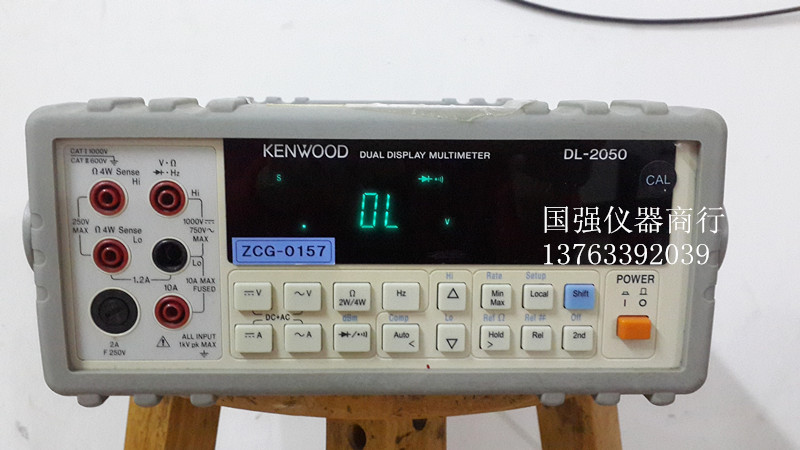 KENWOOD DUAL DISPLAY MULTIMETER DL-2050
CAL
S
OL V
ZCG-0157
国强仪器商行
13763392039
CAT I 1000V
CAT II 600V
Ω 4W Sense
Hi
V・Ω
Hz
Hi
250V
MAX
1000V
750V~
MAX
Ω 4W Sense
Lo
Lo
1.2A
10A
10A MAX
FUSED
2A
F 250V
ALL INPUT
1kV pk MAX
V
~V
Ω
2W/4W
Hz
Hi
△
Rate
Min
Max
Setup
Local
Shift
DC+AC
A
~A
dBm
Comp
Auto
<
Lo
▽
Ref Ω
Hold
>
Ref #
Rel
Off
2nd
POWER
I O